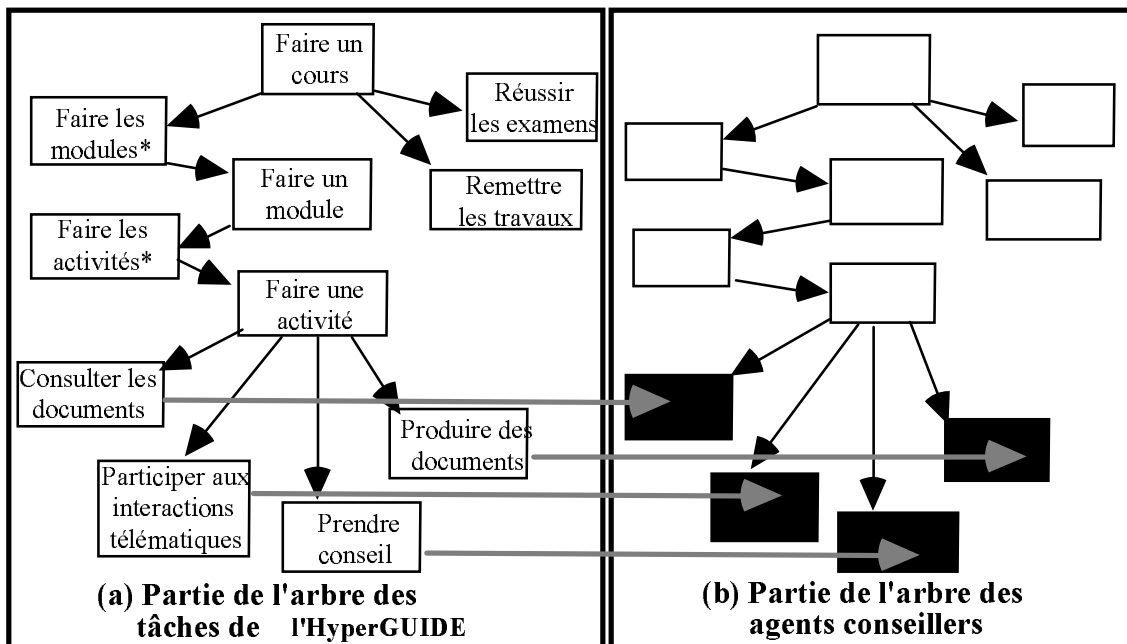 Faire un
cours
Réussir
les examens
Faire les
modules*
Faire un
module
Remettre
les travaux
Faire les
activités*
Faire une
activité
Consulter les
documents
Produire des
documents
Participer aux
interactions
télématiques
Prendre
conseil
(a) Partie de l'arbre des
tâches de l'HyperGUIDE
(b) Partie de l'arbre des
agents conseillers